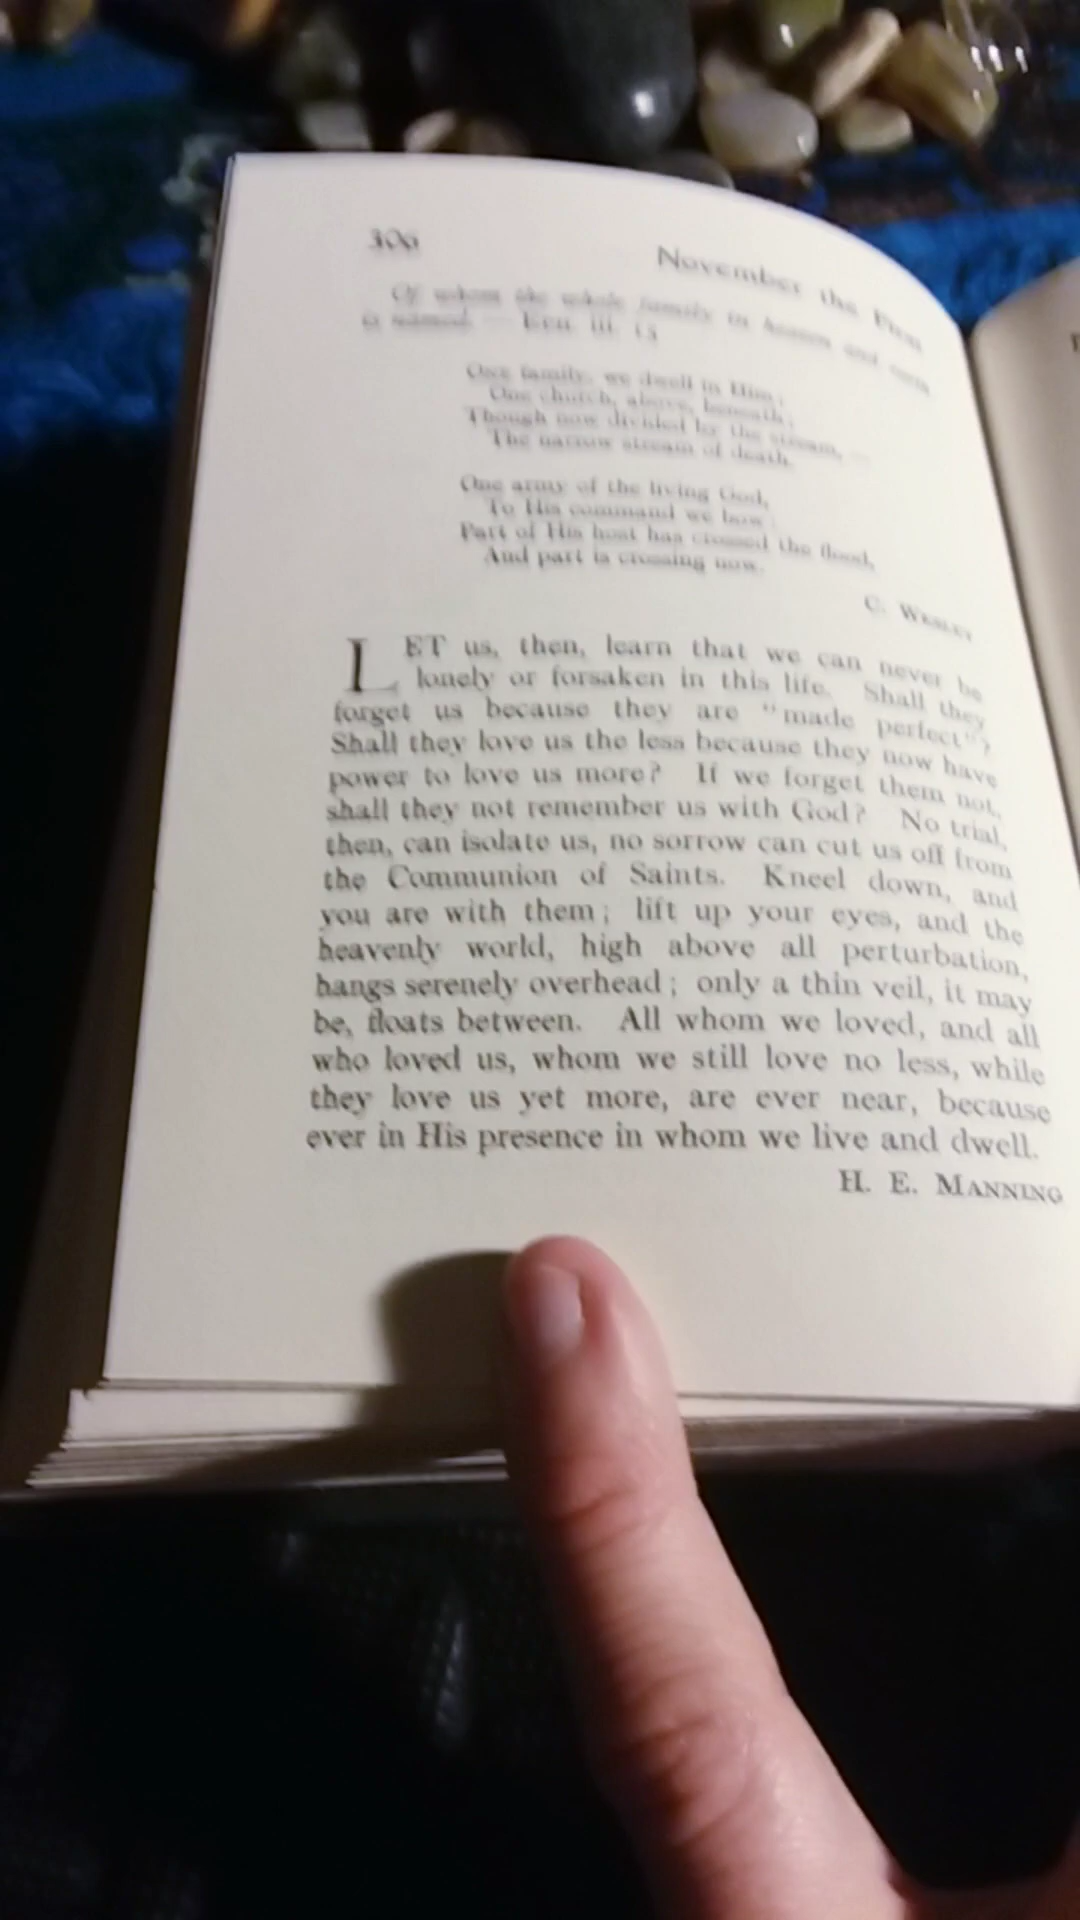 306
November the First
Of whom the whole family in heaven and earth
is named. — EPH. iii. 15
One family, we dwell in Him;
One church, above, beneath;
Though now divided by the stream, —
The narrow stream of death.
One army of the living God,
To His command we bow;
Part of His host has crossed the flood,
And part is crossing now.
C. WESLEY
LET us, then, learn that we can never be
lonely or forsaken in this life. Shall they
forget us because they are "made perfect"?
Shall they love us the less because they now have
power to love us more? If we forget them not,
shall they not remember us with God? No trial,
then, can isolate us, no sorrow can cut us off from
the Communion of Saints. Kneel down, and
you are with them; lift up your eyes, and the
heavenly world, high above all perturbation,
hangs serenely overhead; only a thin veil, it may
be, floats between. All whom we loved, and all
who loved us, whom we still love no less, while
they love us yet more, are ever near, because
ever in His presence in whom we live and dwell.
H. E. MANNING